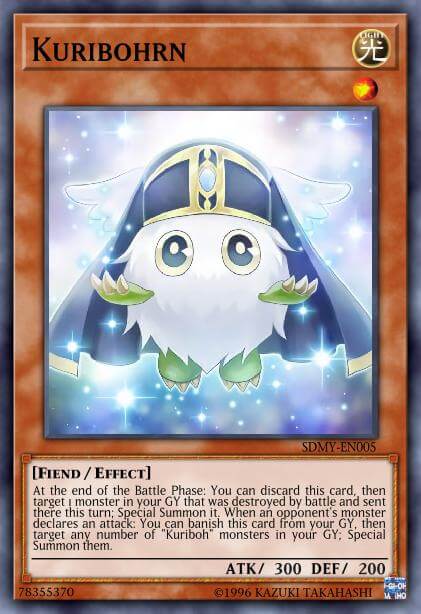 KURIBOHRN
LIGHT
光
SDMY-EN005
[FIEND / EFFECT]
At the end of the Battle Phase: You can discard this card, then
target 1 monster in your GY that was destroyed by battle and sent
there this turn; Special Summon it. When an opponent's monster
declares an attack: You can banish this card from your GY, then
target any number of "Kuriboh" monsters in your GY; Special
Summon them.
ATK/ 300 DEF/ 200
78355370
©1996 KAZUKI TAKAHASHI